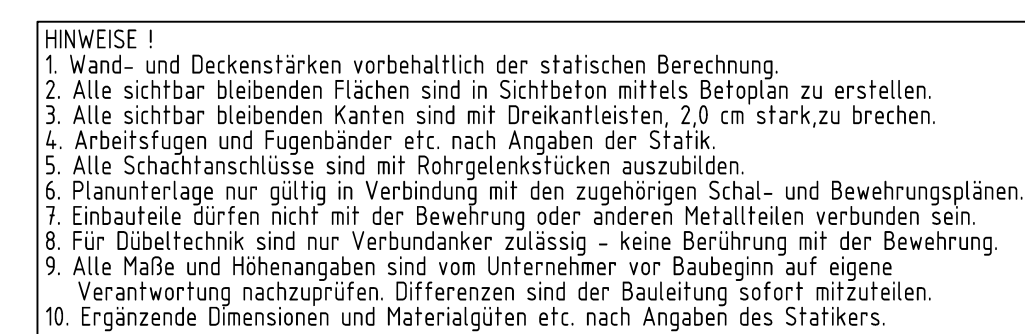 HINWEISE !
1. Wand- und Deckenstärken vorbehaltlich der statischen Berechnung.
2. Alle sichtbar bleibenden Flächen sind in Sichtbeton mittels Betoplan zu erstellen.
3. Alle sichtbar bleibenden Kanten sind mit Dreikantleisten, 2,0 cm stark,zu brechen.
4. Arbeitsfugen und Fugenbänder etc. nach Angaben der Statik.
5. Alle Schachtanschlüsse sind mit Rohrgelenkstücken auszubilden.
6. Planunterlage nur gültig in Verbindung mit den zugehörigen Schal- und Bewehrungsplänen.
7. Einbauteile dürfen nicht mit der Bewehrung oder anderen Metallteilen verbunden sein.
8. Für Dübeltechnik sind nur Verbundanker zulässig - keine Berührung mit der Bewehrung.
9. Alle Maße und Höhenangaben sind vom Unternehmer vor Baubeginn auf eigene
Verantwortung nachzuprüfen. Differenzen sind der Bauleitung sofort mitzuteilen.
10. Ergänzende Dimensionen und Materialgüten etc. nach Angaben des Statikers.